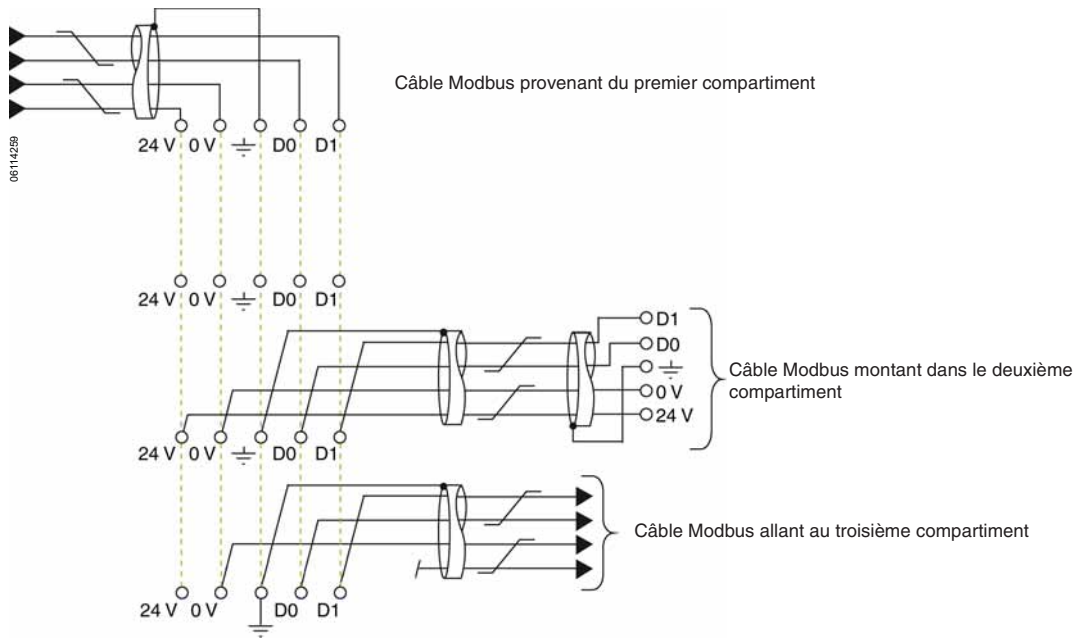 Câble Modbus provenant du premier compartiment
06114259
24 V 0 V D0 D1
24 V 0 V D0 D1
D1
D0
0 V
24 V
Câble Modbus montant dans le deuxième
compartiment
24 V 0 V D0 D1
Câble Modbus allant au troisième compartiment
24 V 0 V D0 D1